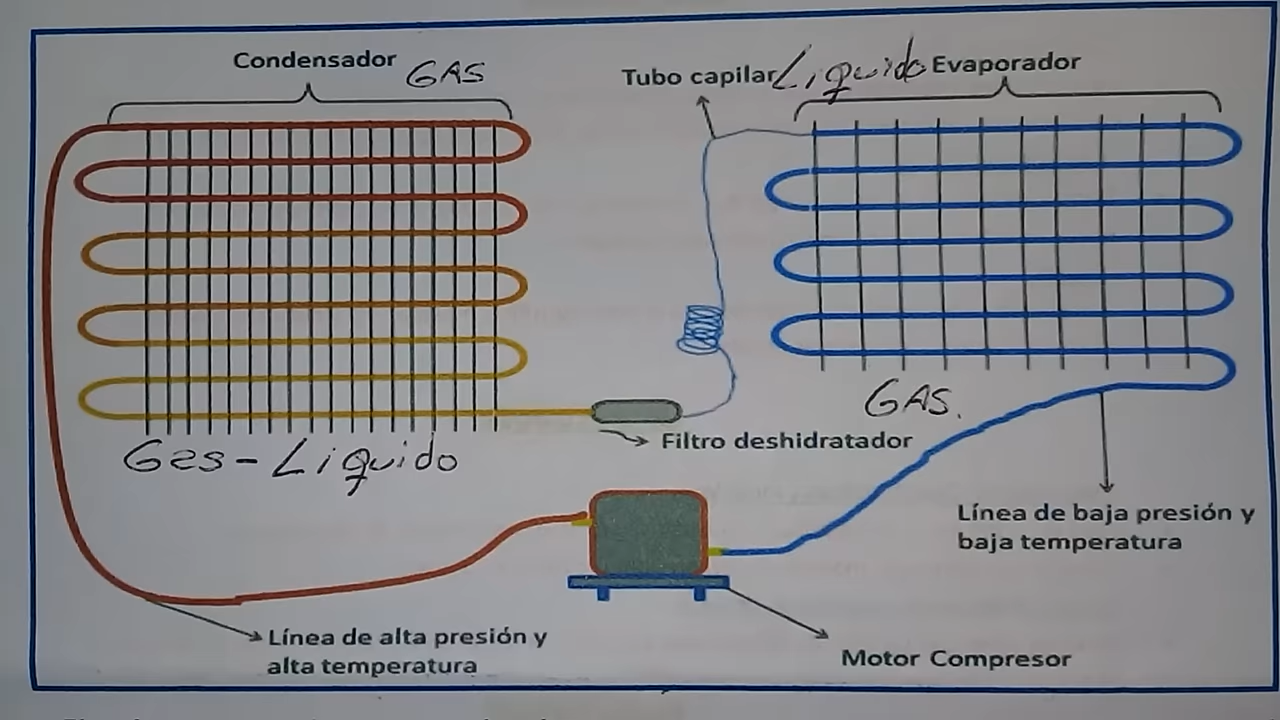 Condensador GAS
Tubo capilar Liquido Evaporador
GAS.
Filtro deshidratador
Gas-Liquido
Línea de baja presión y
baja temperatura
Línea de alta presión y
alta temperatura
Motor Compresor